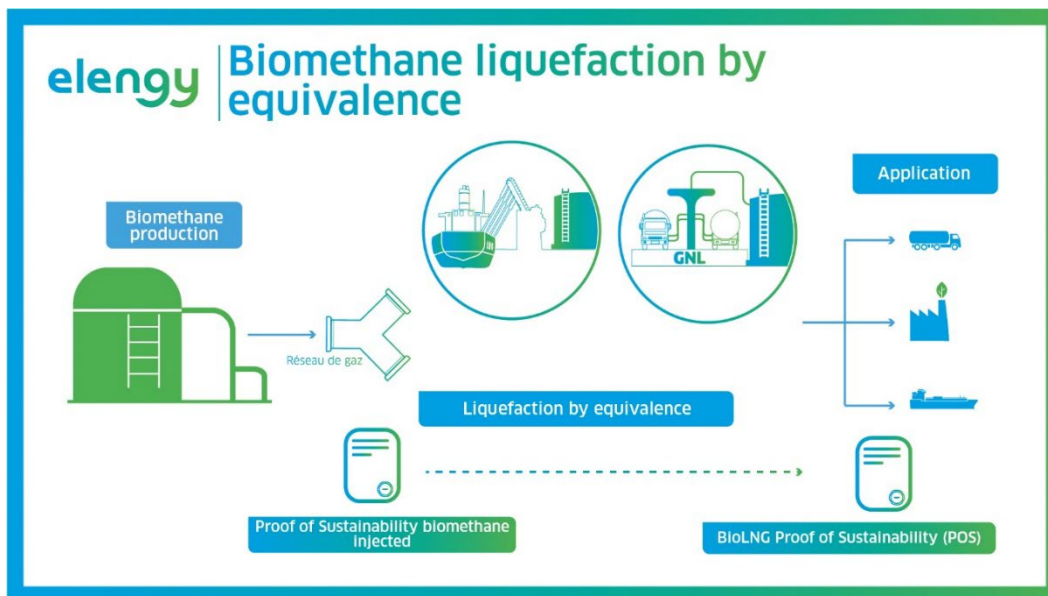 elengy
Biomethane liquefaction by
equivalence
Biomethane
production
Réseau de gaz
GNL
Application
Liquefaction by equivalence
Proof of Sustainability biomethane
injected
BioLNG Proof of Sustainability (POS)